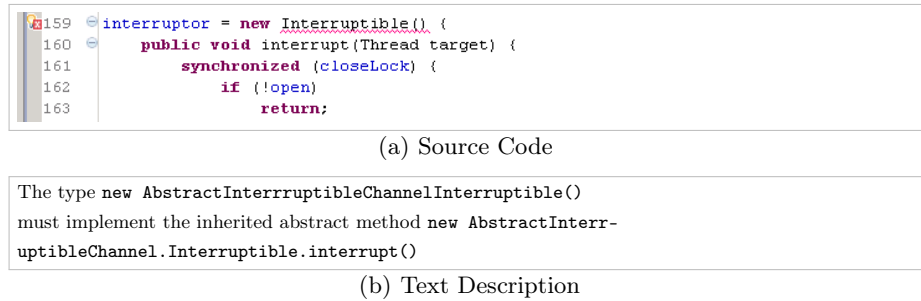 159 interruptor = new Interruptible() {
160 public void interrupt(Thread target) {
161 synchronized (closeLock) {
162 if (!open)
163 return;
(a) Source Code
The type new AbstractInterrruptibleChannelInterruptible()
must implement the inherited abstract method new AbstractInterr-
uptibleChannel.Interruptible.interrupt()
(b) Text Description